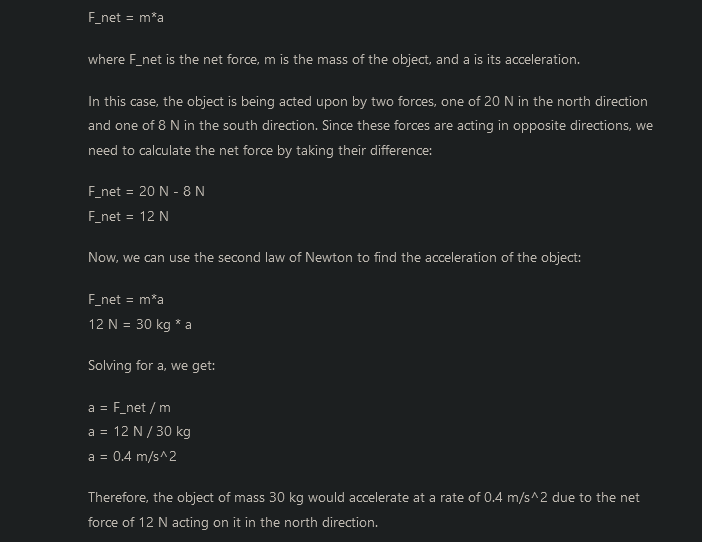 F_net = m*a
where F_net is the net force, m is the mass of the object, and a is its acceleration.
In this case, the object is being acted upon by two forces, one of 20 N in the north direction
and one of 8 N in the south direction. Since these forces are acting in opposite directions, we
need to calculate the net force by taking their difference:
F_net = 20 N - 8 N
F_net = 12 N
Now, we can use the second law of Newton to find the acceleration of the object:
F_net = m*a
12 N = 30 kg * a
Solving for a, we get:
a = F_net / m
a = 12 N / 30 kg
a = 0.4 m/s^2
Therefore, the object of mass 30 kg would accelerate at a rate of 0.4 m/s^2 due to the net
force of 12 N acting on it in the north direction.